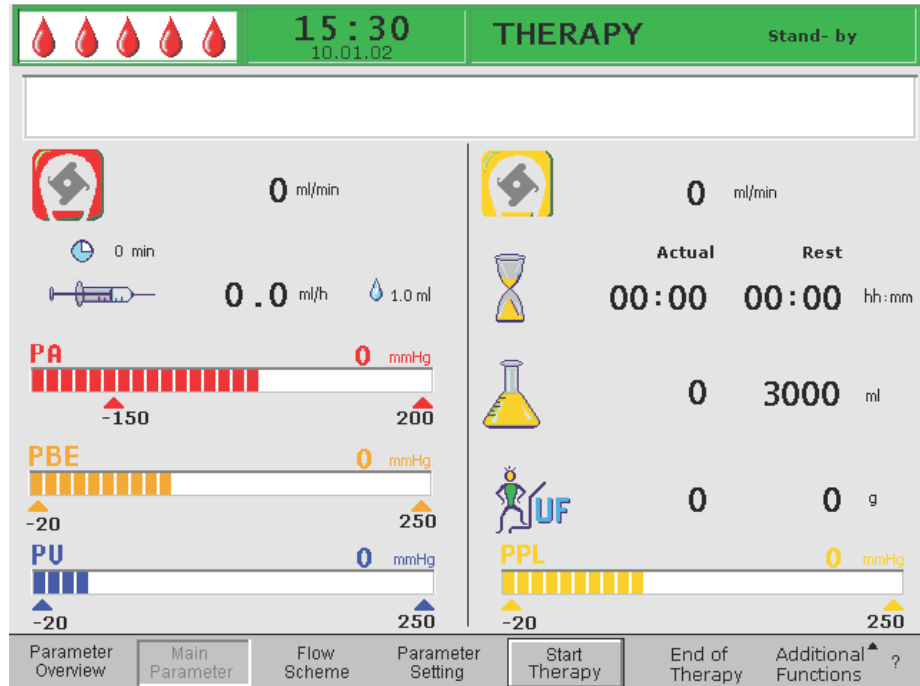 15:30
10.01.02
THERAPY
Stand- by
0 ml/min
0 min
0.0 ml/h
1.0 ml
PA 0 mmHg
-150 200
PBE 0 mmHg
-20 250
PV 0 mmHg
-20 250
0 ml/min
Actual Rest
00:00 00:00 hh:mm
0 3000 ml
UF 0 0 g
PPL 0 mmHg
-20 250
Parameter
Overview
Main
Parameter
Flow
Scheme
Parameter
Setting
Start
Therapy
End of
Therapy
Additional
Functions
?